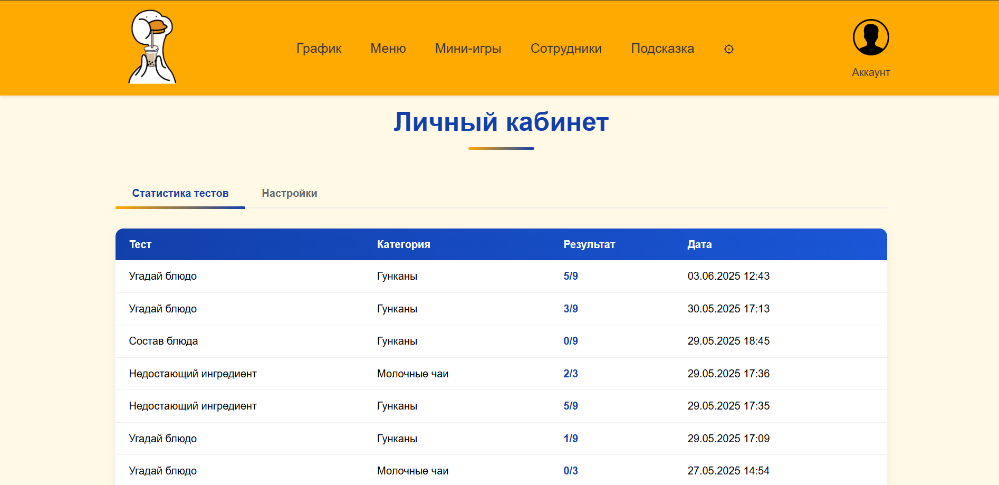 График Меню Мини-игры Сотрудники Подсказка
Аккаунт
Личный кабинет
Статистика тестов Настройки
Тест Категория Результат Дата
Угадай блюдо Гунканы 5/9 03.06.2025 12:43
Угадай блюдо Гунканы 3/9 30.05.2025 17:13
Состав блюда Гунканы 0/9 29.05.2025 18:45
Недостающий ингредиент Молочные чаи 2/3 29.05.2025 17:36
Недостающий ингредиент Гунканы 5/9 29.05.2025 17:35
Угадай блюдо Гунканы 1/9 29.05.2025 17:09
Угадай блюдо Молочные чаи 0/3 27.05.2025 14:54